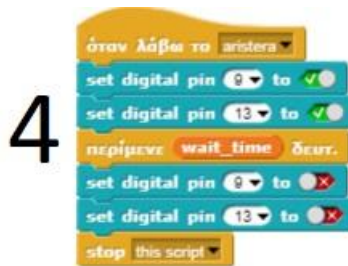 4
όταν λάβω το aristera
set digital pin 9 to
set digital pin 13 to
περίμενε wait_time δευτ.
set digital pin 9 to
set digital pin 13 to
stop this script